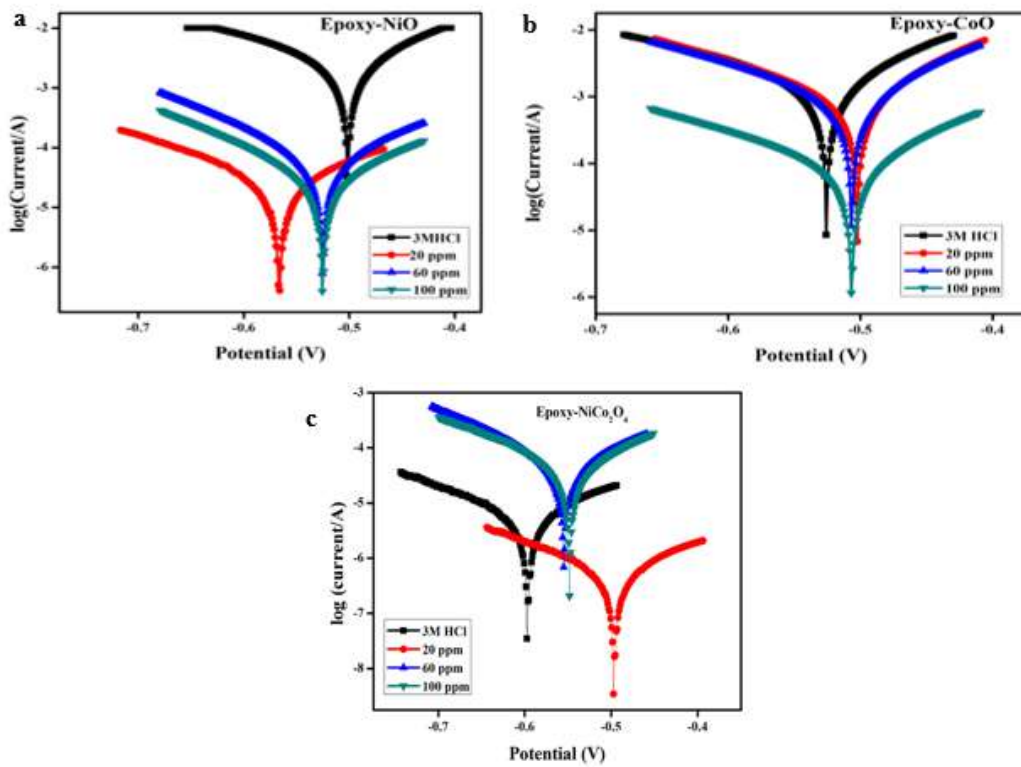 a
Epoxy-NiO
-2
-3
-4
-5
-6
log(Current/A)
3MHCl
20 ppm
60 ppm
100 ppm
-0.7
-0.6
-0.5
-0.4
Potential (V)
b
Epoxy-CoO
-2
-3
-4
-5
-6
log(Current/A)
3M HCl
20 ppm
60 ppm
100 ppm
-0.7
-0.6
-0.5
-0.4
Potential (V)
c
Epoxy-NiCo₂O₄
-3
-4
-5
-6
-7
-8
log (current/A)
3M HCl
20 ppm
60 ppm
100 ppm
-0.7
-0.6
-0.5
-0.4
Potential (V)